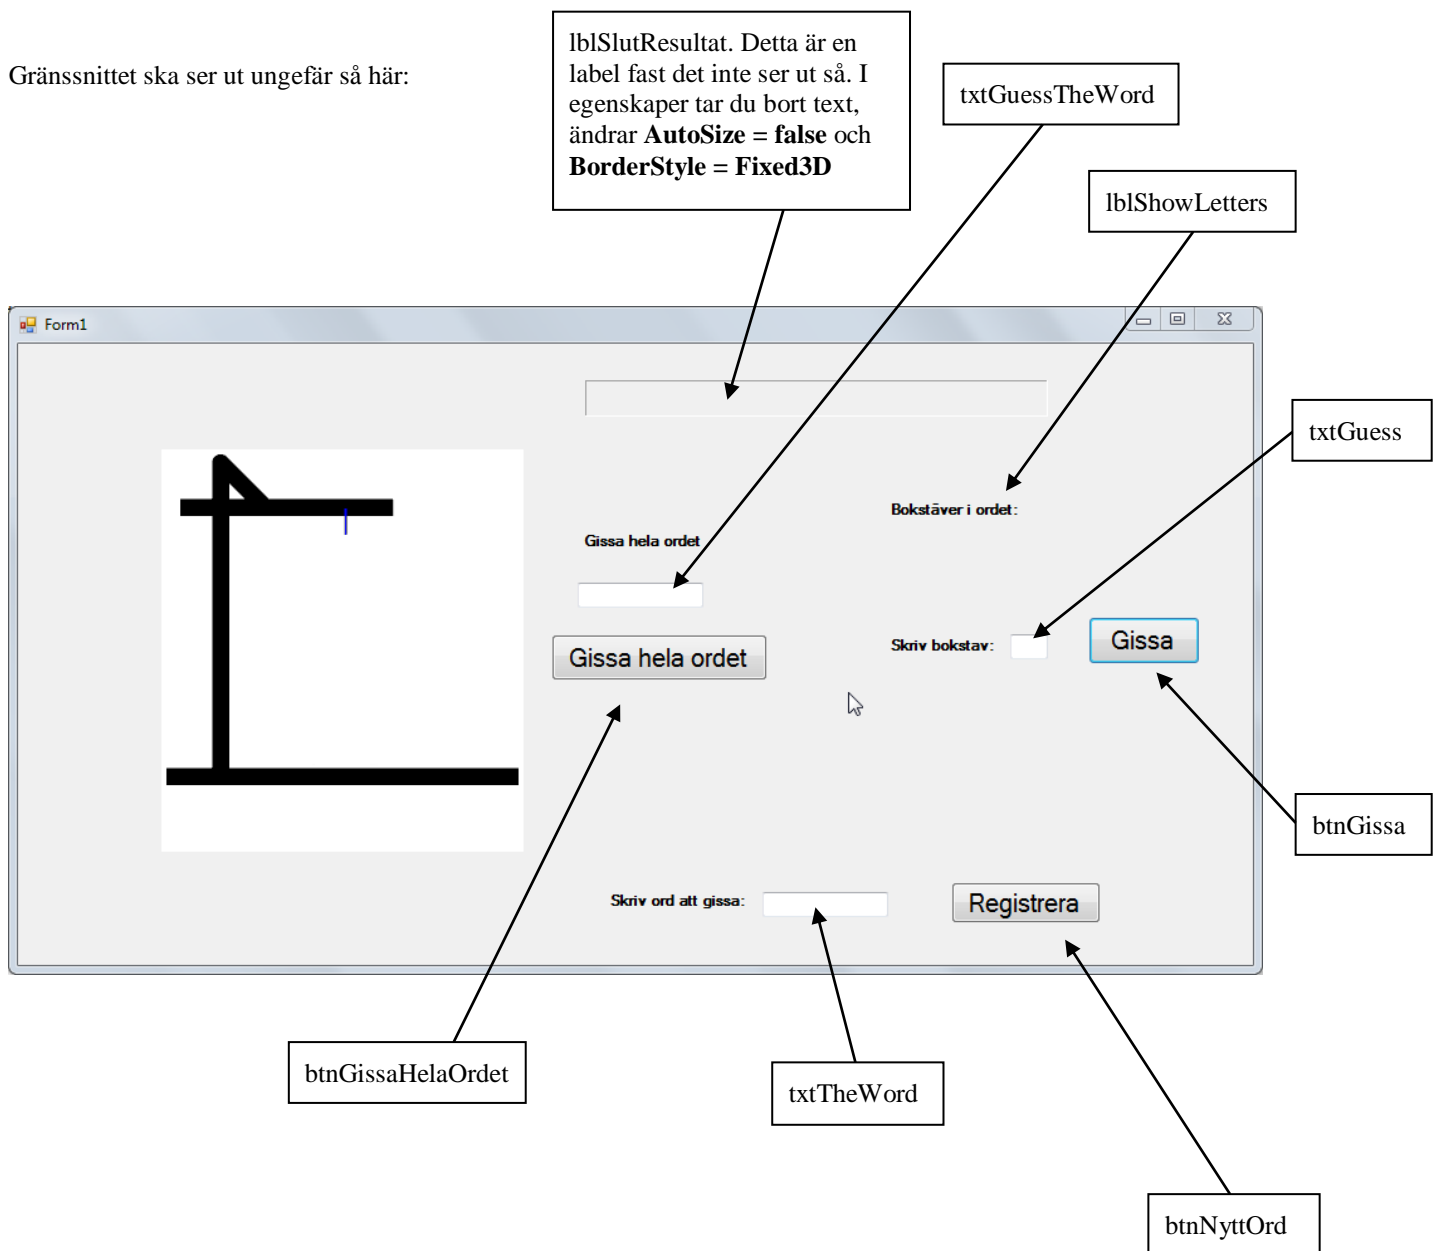 Gränssnittet ska ser ut ungefär så här:
lblSlutResultat. Detta är en
label fast det inte ser ut så. I
egenskaper tar du bort text,
ändrar AutoSize = false och
BorderStyle = Fixed3D
txtGuessTheWord
lblShowLetters
Form1
txtGuess
Bokstäver i ordet:
Gissa hela ordet
Gissa hela ordet
Skriv bokstav:
Gissa
btnGissa
Skriv ord att gissa:
Registrera
btnGissaHelaOrdet
txtTheWord
btnNyttOrd